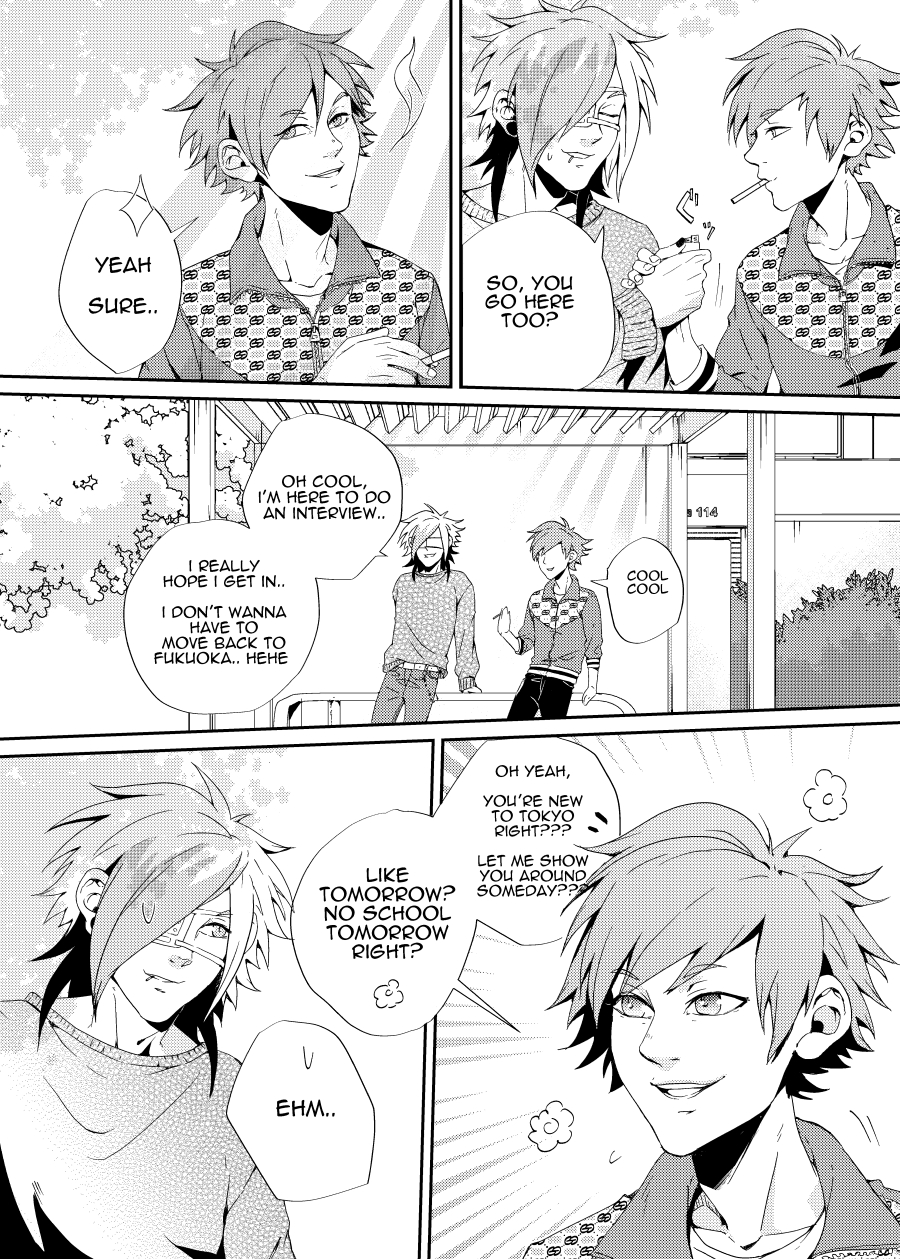 SO, YOU
GO HERE
TOO?
YEAH
SURE..
COOL
COOL
OH COOL,
I'M HERE TO DO
AN INTERVIEW..
I REALLY
HOPE I GET IN..
I DON'T WANNA
HAVE TO
MOVE BACK TO
FUKUOKA.. HEHE
114
OH YEAH,
YOU'RE NEW
TO TOKYO
RIGHT???
LET ME SHOW
YOU AROUND
SOMEDAY???
LIKE
TOMORROW?
NO SCHOOL
TOMORROW
RIGHT?
EHM..